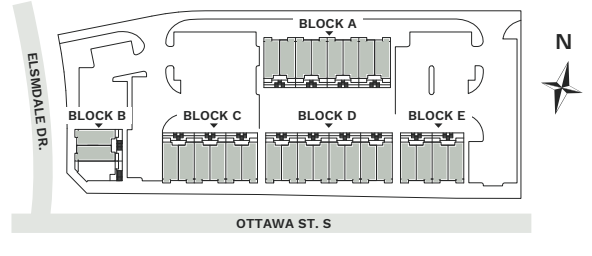 BLOCK A
N
ELSMDALE DR.
BLOCK B
BLOCK C
BLOCK D
BLOCK E
OTTAWA ST. S